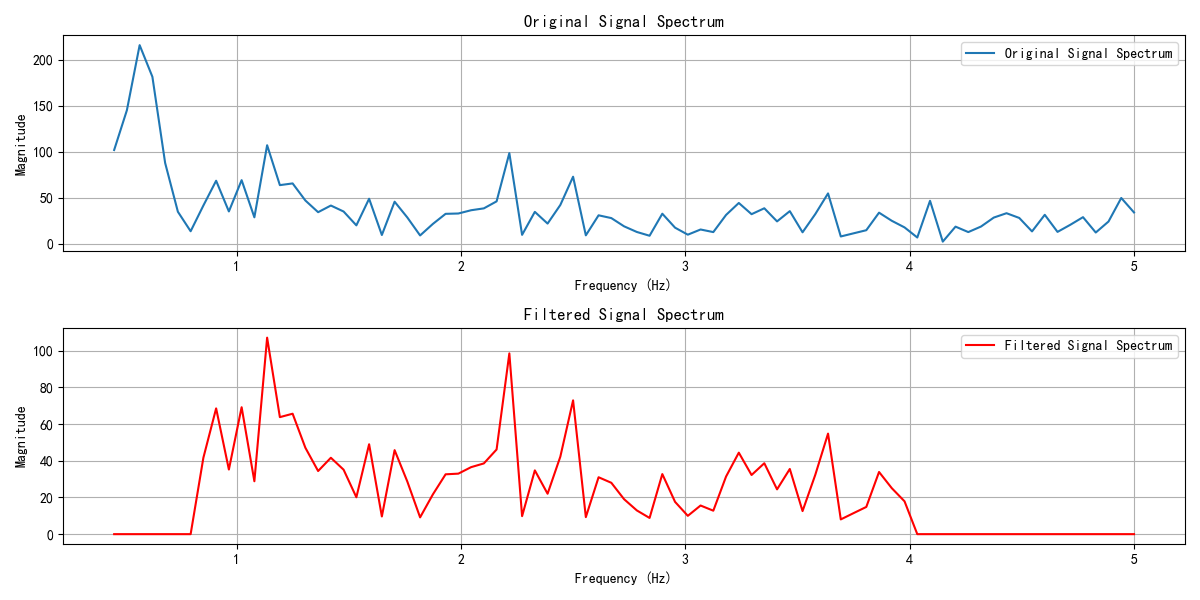 Original Signal Spectrum
Original Signal Spectrum
Magnitude
200
150
100
50
0
1 2 3 4 5
Frequency (Hz)
Filtered Signal Spectrum
Filtered Signal Spectrum
Magnitude
100
80
60
40
20
0
1 2 3 4 5
Frequency (Hz)